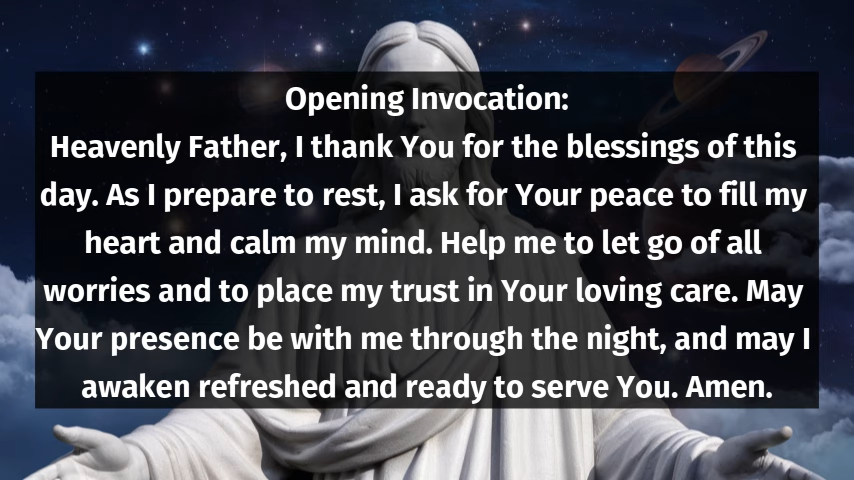 Opening Invocation:
Heavenly Father, I thank You for the blessings of this
day. As I prepare to rest, I ask for Your peace to fill my
heart and calm my mind. Help me to let go of all
worries and to place my trust in Your loving care. May
Your presence be with me through the night, and may I
awaken refreshed and ready to serve You. Amen.